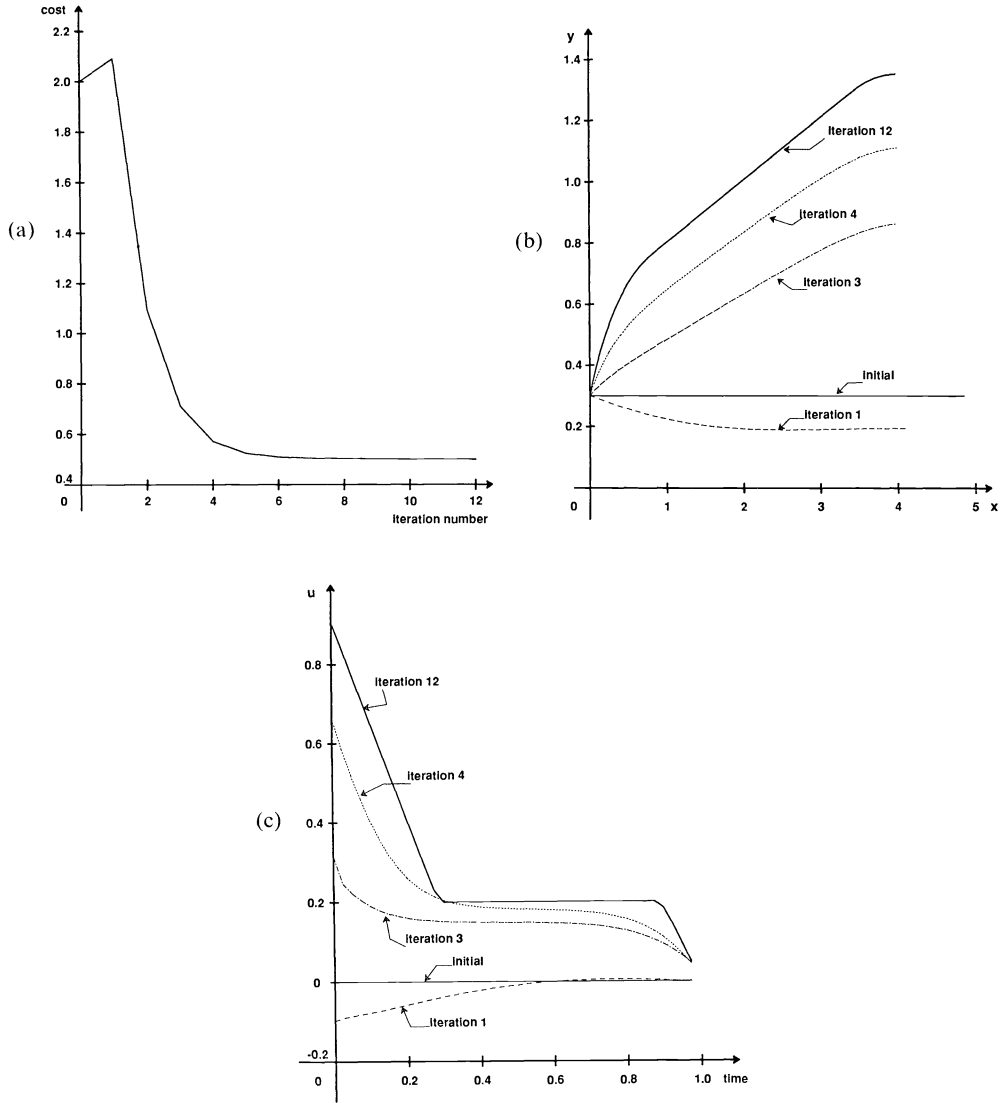 cost
2.2
2.0
1.8
1.6
1.4
1.2
1.0
0.8
0.6
0.4
0 2 4 6 8 10 12
iteration number
(a)
y
1.4
1.2
1.0
0.8
0.6
0.4
0.2
0 1 2 3 4 5 x
iteration 12
iteration 4
iteration 3
initial
iteration 1
(b)
u
0.8
0.6
0.4
0.2
0
-0.2
0 0.2 0.4 0.6 0.8 1.0 time
iteration 12
iteration 4
iteration 3
initial
iteration 1
(c)